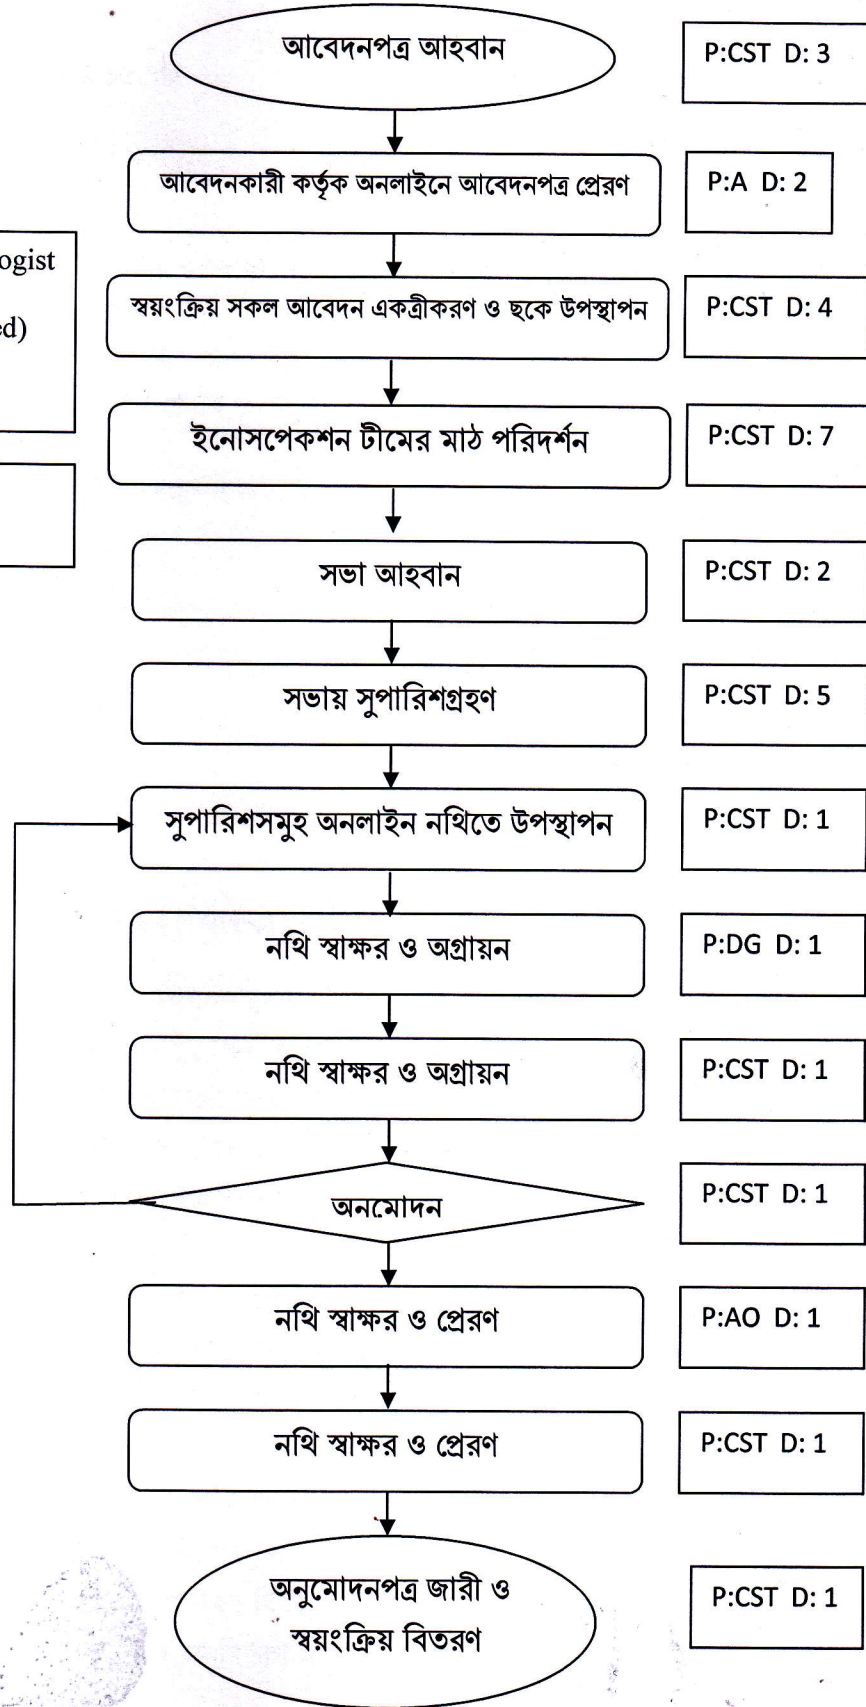 আবেদনপত্র আহবান
P:CST D: 3
আবেদনকারী কর্তৃক অনলাইনে আবেদনপত্র প্রেরণ
P:A D: 2
ogist
ed)
স্বয়ংক্রিয় সকল আবেদন একত্রীকরণ ও ছকে উপস্থাপন
P:CST D: 4
ইনোসপেকশন টীমের মাঠ পরিদর্শন
P:CST D: 7
সভা আহবান
P:CST D: 2
সভায় সুপারিশগ্রহণ
P:CST D: 5
সুপারিশসমুহ অনলাইন নথিতে উপস্থাপন
P:CST D: 1
নথি স্বাক্ষর ও অগ্রায়ন
P:DG D: 1
নথি স্বাক্ষর ও অগ্রায়ন
P:CST D: 1
অনমোদন
P:CST D: 1
নথি স্বাক্ষর ও প্রেরণ
P:AO D: 1
নথি স্বাক্ষর ও প্রেরণ
P:CST D: 1
অনুমোদনপত্র জারী ও
স্বয়ংক্রিয় বিতরণ
P:CST D: 1